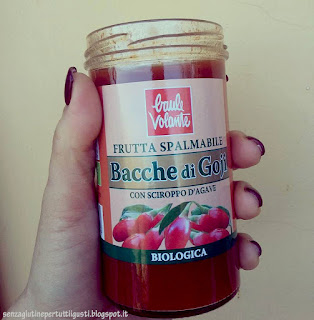 baule
volante
FRUTTA SPALMABILE
Bacche di Goji
CON SCIROPPO D'AGAVE
BIOLOGICA
senzaglutinepertuttiigusti.blogspot.it